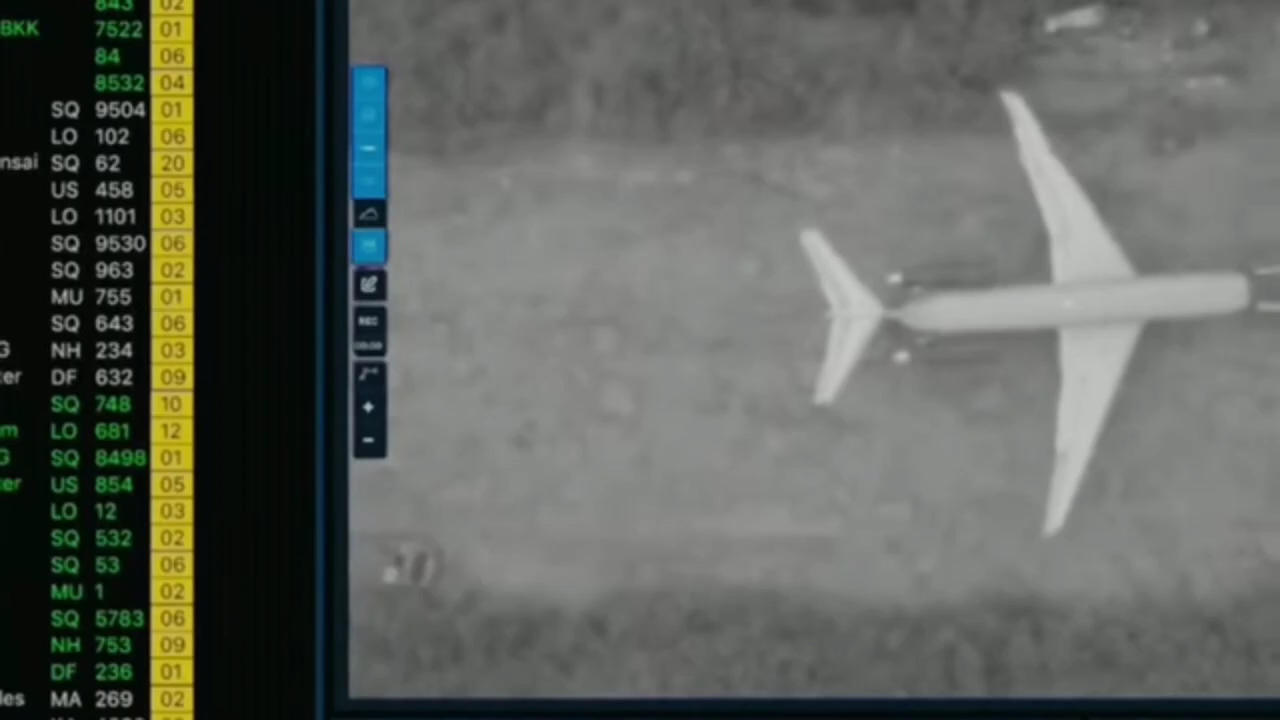 843 02
BKK 7522 01
84 06
8532 04
SQ 9504 01
LO 102 06
nsai SQ 62 20
US 458 05
LO 1101 03
SQ 9530 06
SQ 963 02
MU 755 01
SQ 643 06
G NH 234 03
ter DF 632 09
SQ 748 10
m LO 681 12
G SQ 8498 01
ter US 854 05
LO 12 03
SQ 532 02
SQ 53 06
MU 1 02
SQ 5783 06
NH 753 09
DF 236 01
les MA 269 02
REC